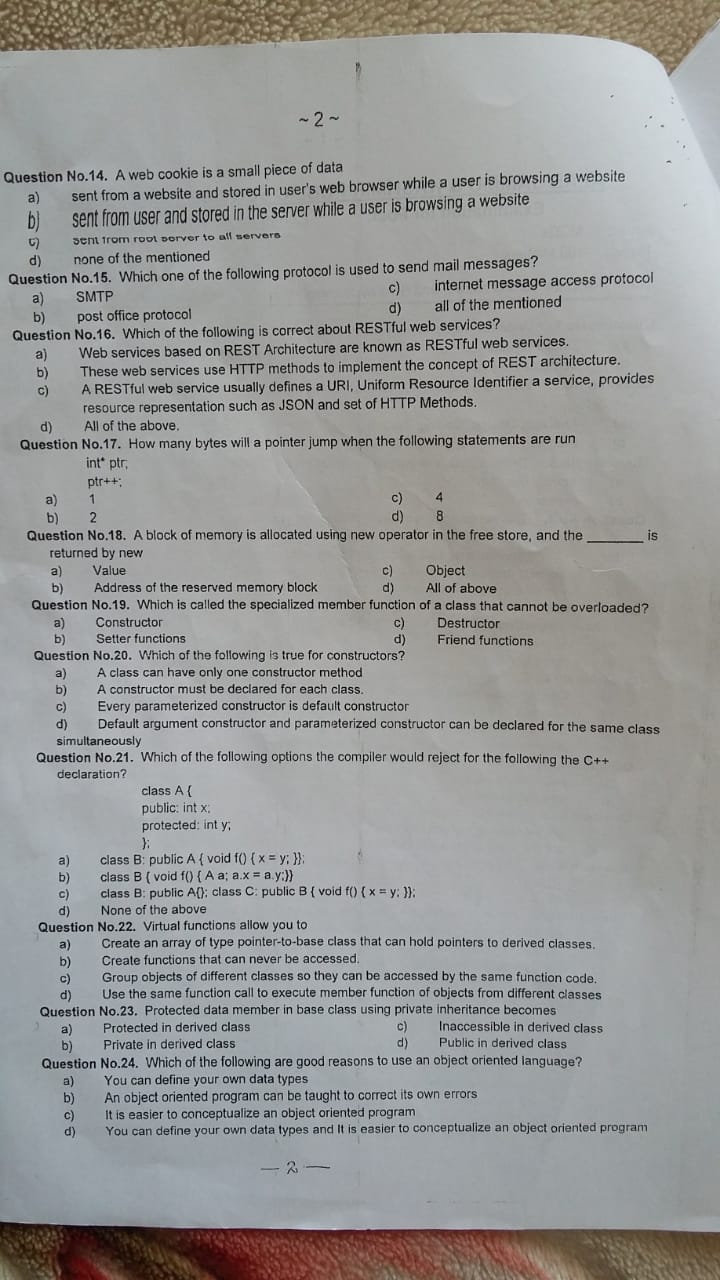 ~ 2 ~
Question No.14. A web cookie is a small piece of data
a) sent from a website and stored in user's web browser while a user is browsing a website
b) sent from user and stored in the server while a user is browsing a website
c) sent from root server to all servers
d) none of the mentioned
Question No.15. Which one of the following protocol is used to send mail messages?
a) SMTP c) internet message access protocol
b) post office protocol d) all of the mentioned
Question No.16. Which of the following is correct about RESTful web services?
a) Web services based on REST Architecture are known as RESTful web services.
b) These web services use HTTP methods to implement the concept of REST architecture.
c) A RESTful web service usually defines a URI, Uniform Resource Identifier a service, provides
resource representation such as JSON and set of HTTP Methods.
d) All of the above.
Question No.17. How many bytes will a pointer jump when the following statements are run
int* ptr;
ptr++;
a) 1 c) 4
b) 2 d) 8
Question No.18. A block of memory is allocated using new operator in the free store, and the ________ is
returned by new
a) Value c) Object
b) Address of the reserved memory block d) All of above
Question No.19. Which is called the specialized member function of a class that cannot be overloaded?
a) Constructor c) Destructor
b) Setter functions d) Friend functions
Question No.20. Which of the following is true for constructors?
a) A class can have only one constructor method
b) A constructor must be declared for each class.
c) Every parameterized constructor is default constructor
d) Default argument constructor and parameterized constructor can be declared for the same class
simultaneously
Question No.21. Which of the following options the compiler would reject for the following the C++
declaration?
class A {
public: int x;
protected: int y;
};
a) class B: public A { void f() { x = y; }};
b) class B { void f() { A a; a.x = a.y;}}
c) class B: public A{}; class C: public B { void f() { x = y; }};
d) None of the above
Question No.22. Virtual functions allow you to
a) Create an array of type pointer-to-base class that can hold pointers to derived classes.
b) Create functions that can never be accessed.
c) Group objects of different classes so they can be accessed by the same function code.
d) Use the same function call to execute member function of objects from different classes
Question No.23. Protected data member in base class using private inheritance becomes
a) Protected in derived class c) Inaccessible in derived class
b) Private in derived class d) Public in derived class
Question No.24. Which of the following are good reasons to use an object oriented language?
a) You can define your own data types
b) An object oriented program can be taught to correct its own errors
c) It is easier to conceptualize an object oriented program
d) You can define your own data types and It is easier to conceptualize an object oriented program
— 2 —